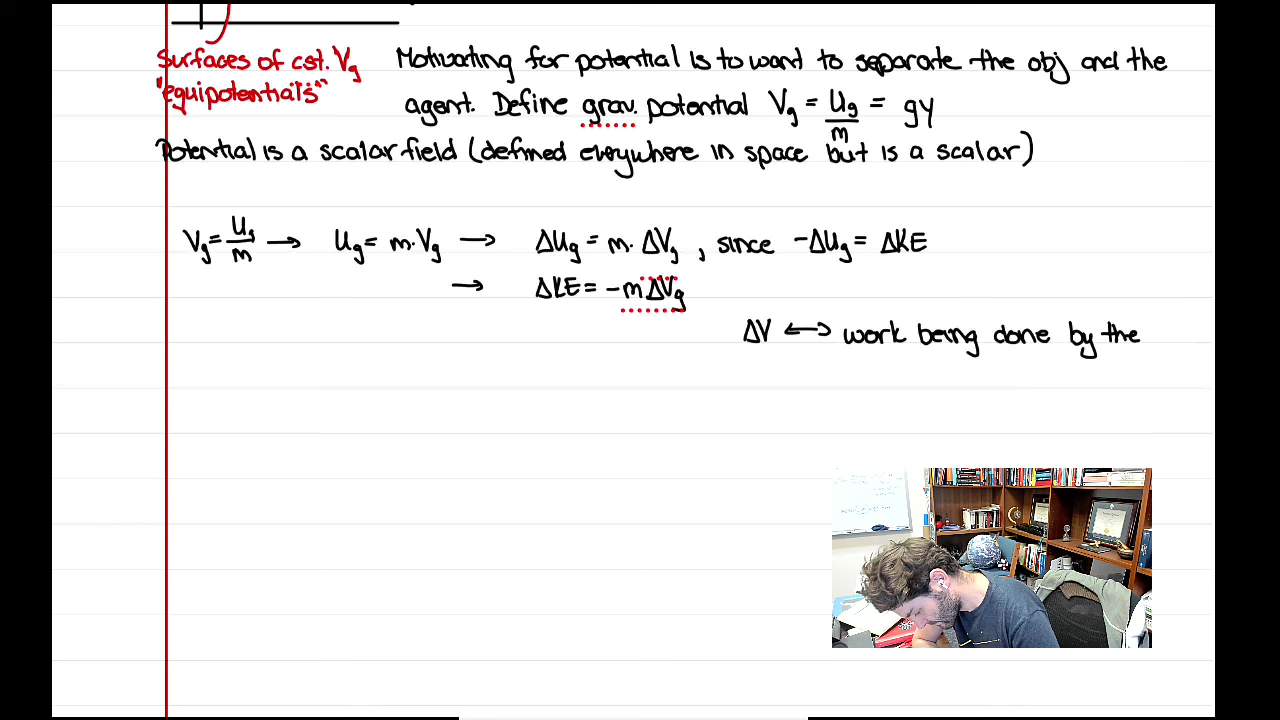 Surfaces of cst. Vg
"equipotentials"
Motivating for potential is to want to separate the obj and the
agent. Define grav. potential Vg = Ug/m = gy
Potential is a scalar field (defined everywhere in space but is a scalar)
Vg = Ug/m → Ug = m·Vg → ΔUg = m·ΔVg, since -ΔUg = ΔKE
→ ΔKE = -mΔVg
ΔV ↔ work being done by the